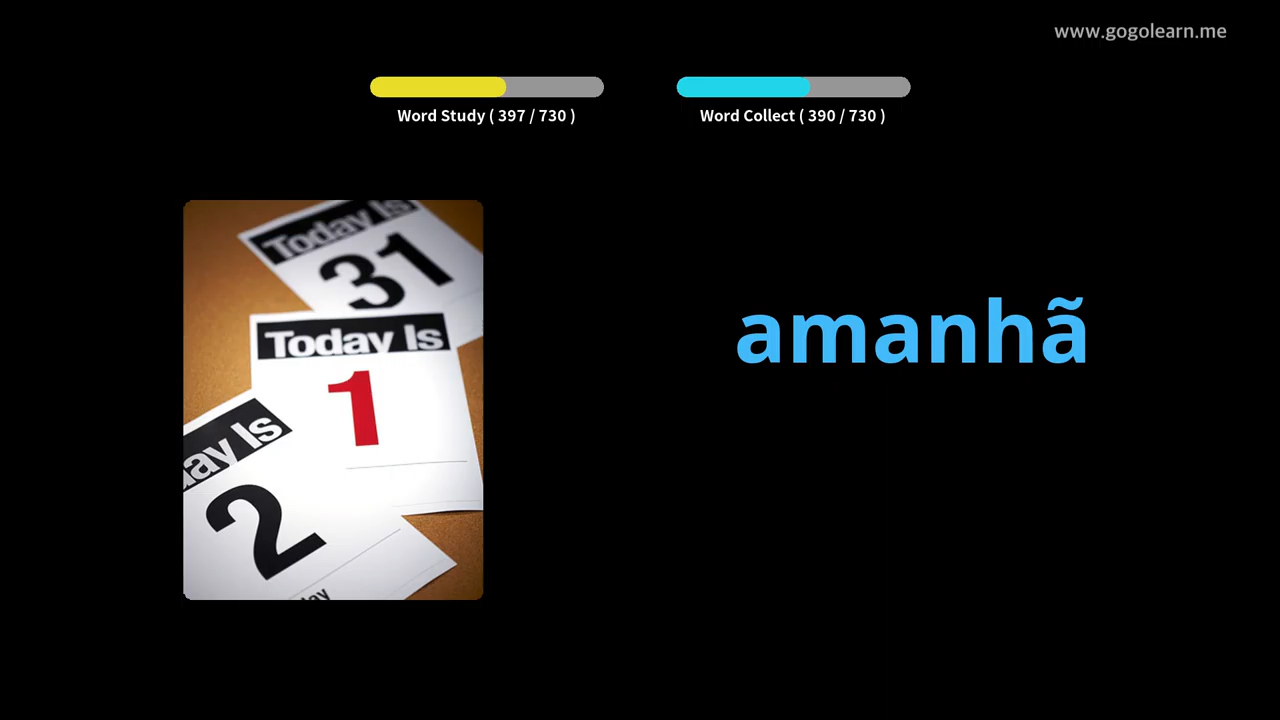 www.gogolearn.me
Word Study ( 397 / 730 )
Word Collect ( 390 / 730 )
Today Is
31
Today Is
1
ay Is
2
amanhã